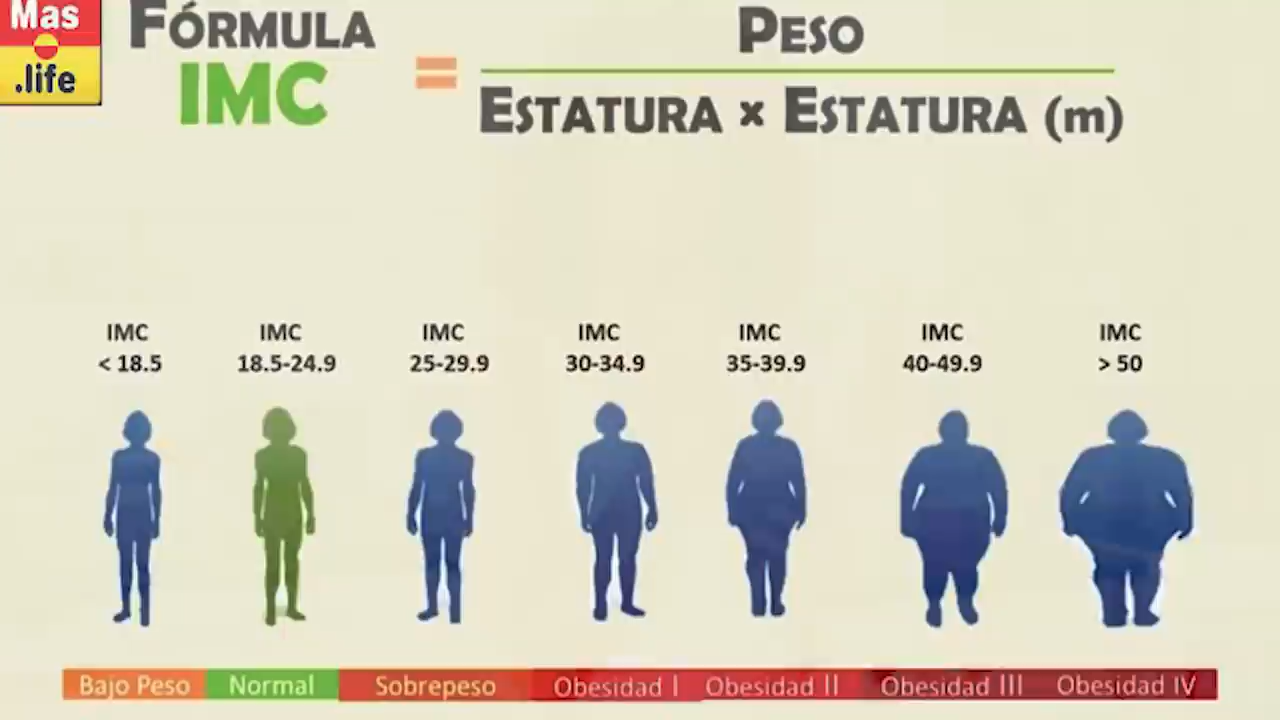 Mas
.life
FÓRMULA
IMC
=
PESO
ESTATURA × ESTATURA (m)
IMC
< 18.5
IMC
18.5-24.9
IMC
25-29.9
IMC
30-34.9
IMC
35-39.9
IMC
40-49.9
IMC
> 50
Bajo Peso
Normal
Sobrepeso
Obesidad I
Obesidad II
Obesidad III
Obesidad IV